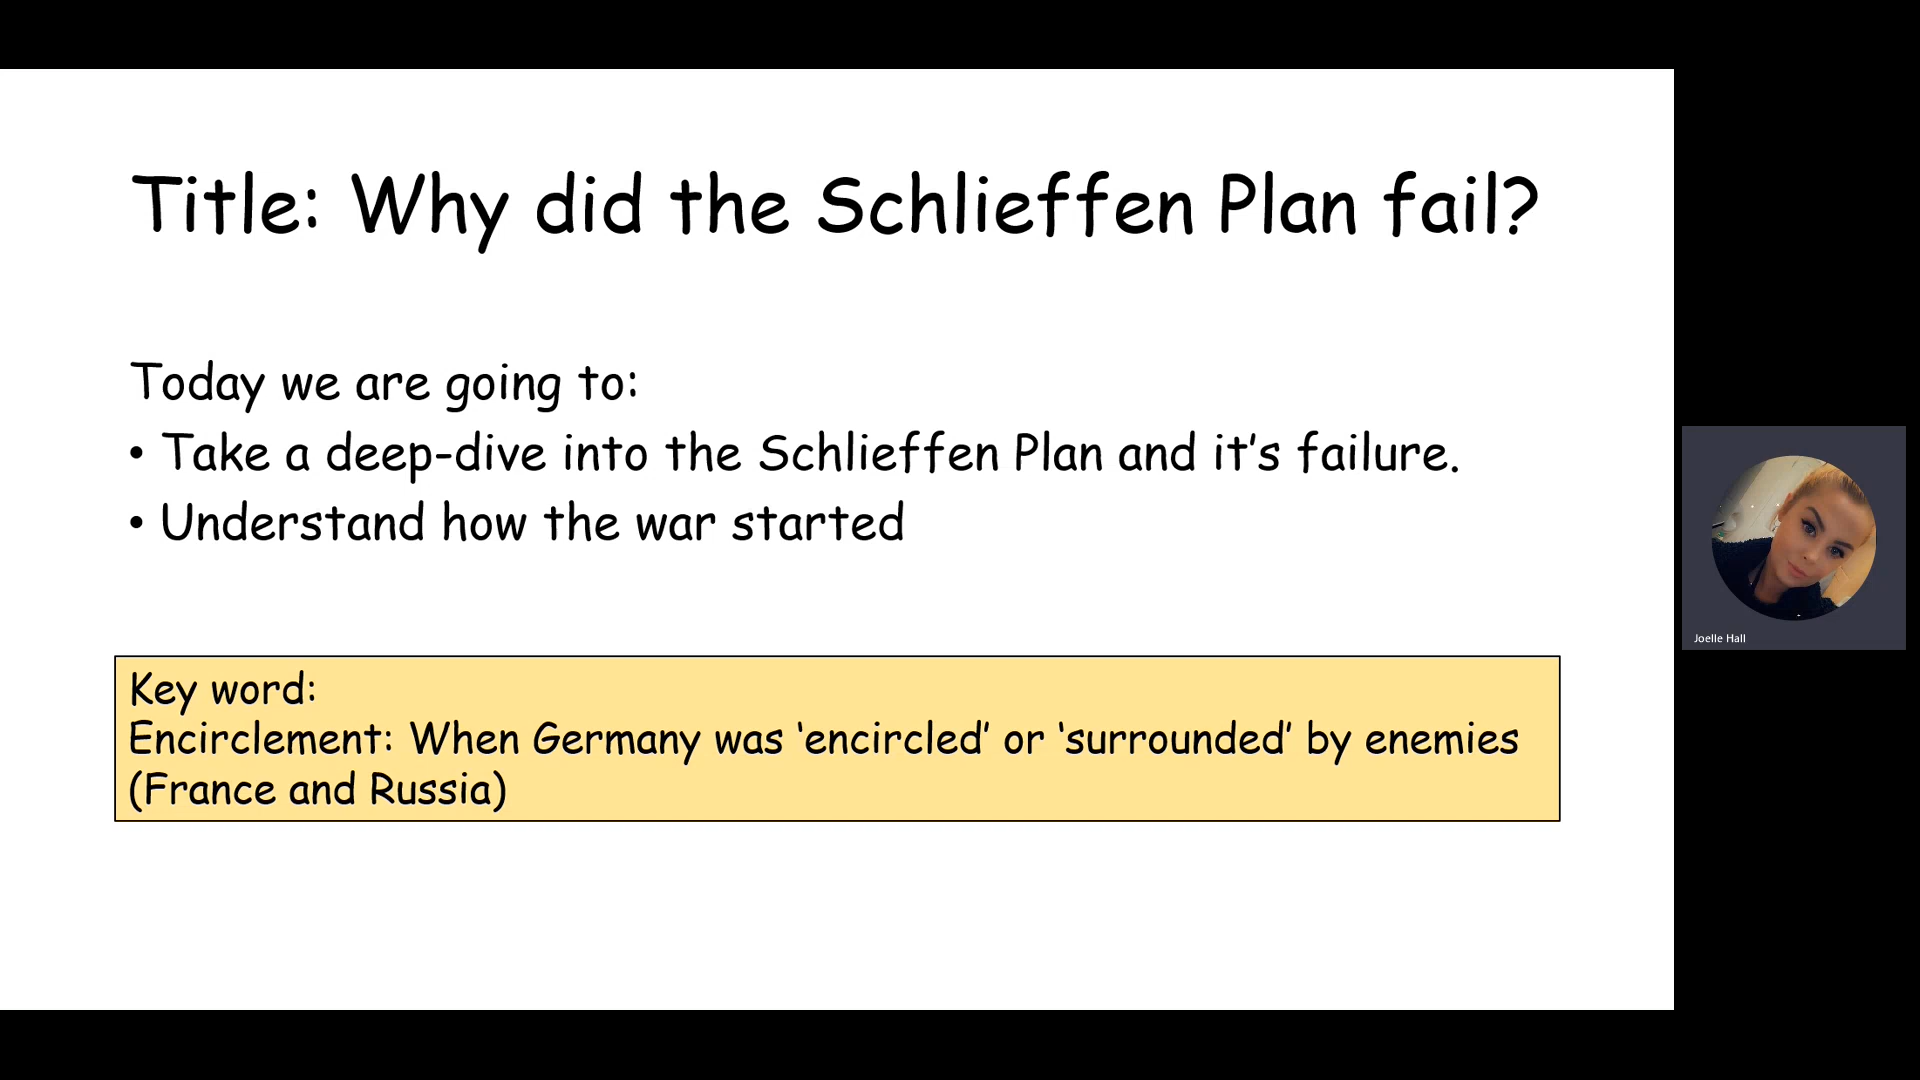 Title: Why did the Schlieffen Plan fail?
Today we are going to:
• Take a deep-dive into the Schlieffen Plan and it’s failure.
• Understand how the war started
Key word:
Encirclement: When Germany was ‘encircled’ or ‘surrounded’ by enemies
(France and Russia)
Joelle Hall